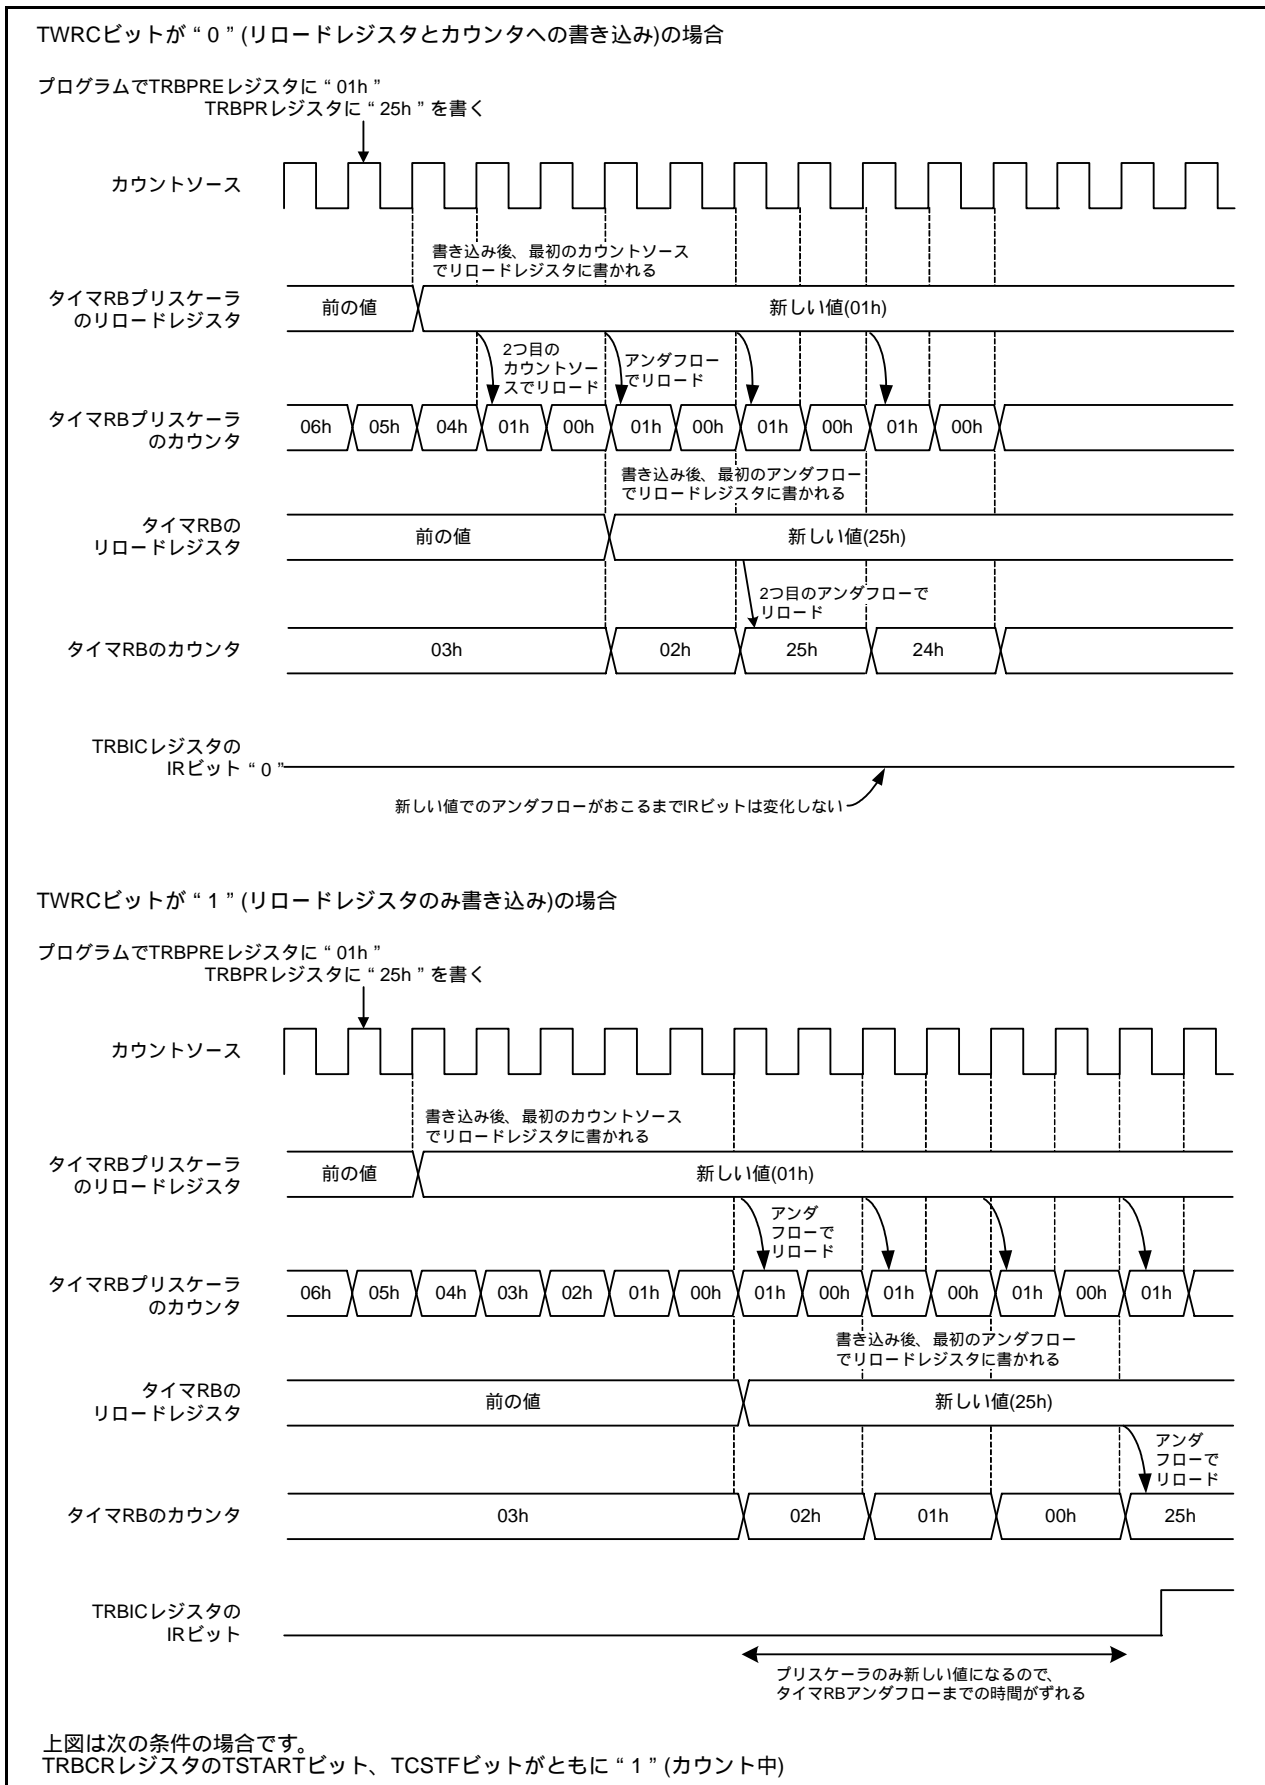 TWRCビットが“0”(リロードレジスタとカウンタへの書き込み)の場合
プログラムでTRBPREレジスタに“01h”
TRBPRレジスタに“25h”を書く
カウントソース
書き込み後、最初のカウントソース
でリロードレジスタに書かれる
タイマRBプリスケーラ
のリロードレジスタ
前の値
新しい値(01h)
2つ目の
カウントソー
スでリロード
アンダフロー
でリロード
タイマRBプリスケーラ
のカウンタ
06h 05h 04h 01h 00h 01h 00h 01h 00h 01h 00h
書き込み後、最初のアンダフロー
でリロードレジスタに書かれる
タイマRBの
リロードレジスタ
前の値
新しい値(25h)
2つ目のアンダフローで
リロード
タイマRBのカウンタ
03h 02h 25h 24h
TRBICレジスタの
IRビット “0”
新しい値でのアンダフローがおこるまでIRビットは変化しない
TWRCビットが“1”(リロードレジスタのみ書き込み)の場合
プログラムでTRBPREレジスタに“01h”
TRBPRレジスタに“25h”を書く
カウントソース
書き込み後、最初のカウントソース
でリロードレジスタに書かれる
タイマRBプリスケーラ
のリロードレジスタ
前の値
新しい値(01h)
アンダ
フローで
リロード
タイマRBプリスケーラ
のカウンタ
06h 05h 04h 03h 02h 01h 00h 01h 00h 01h 00h 01h 00h 01h
書き込み後、最初のアンダフロー
でリロードレジスタに書かれる
タイマRBの
リロードレジスタ
前の値
新しい値(25h)
アンダ
フローで
リロード
タイマRBのカウンタ
03h 02h 01h 00h 25h
TRBICレジスタの
IRビット
プリスケーラのみ新しい値になるので、
タイマRBアンダフローまでの時間がずれる
上図は次の条件の場合です。
TRBCRレジスタのTSTARTビット、TCSTFビットがともに“1”(カウント中)